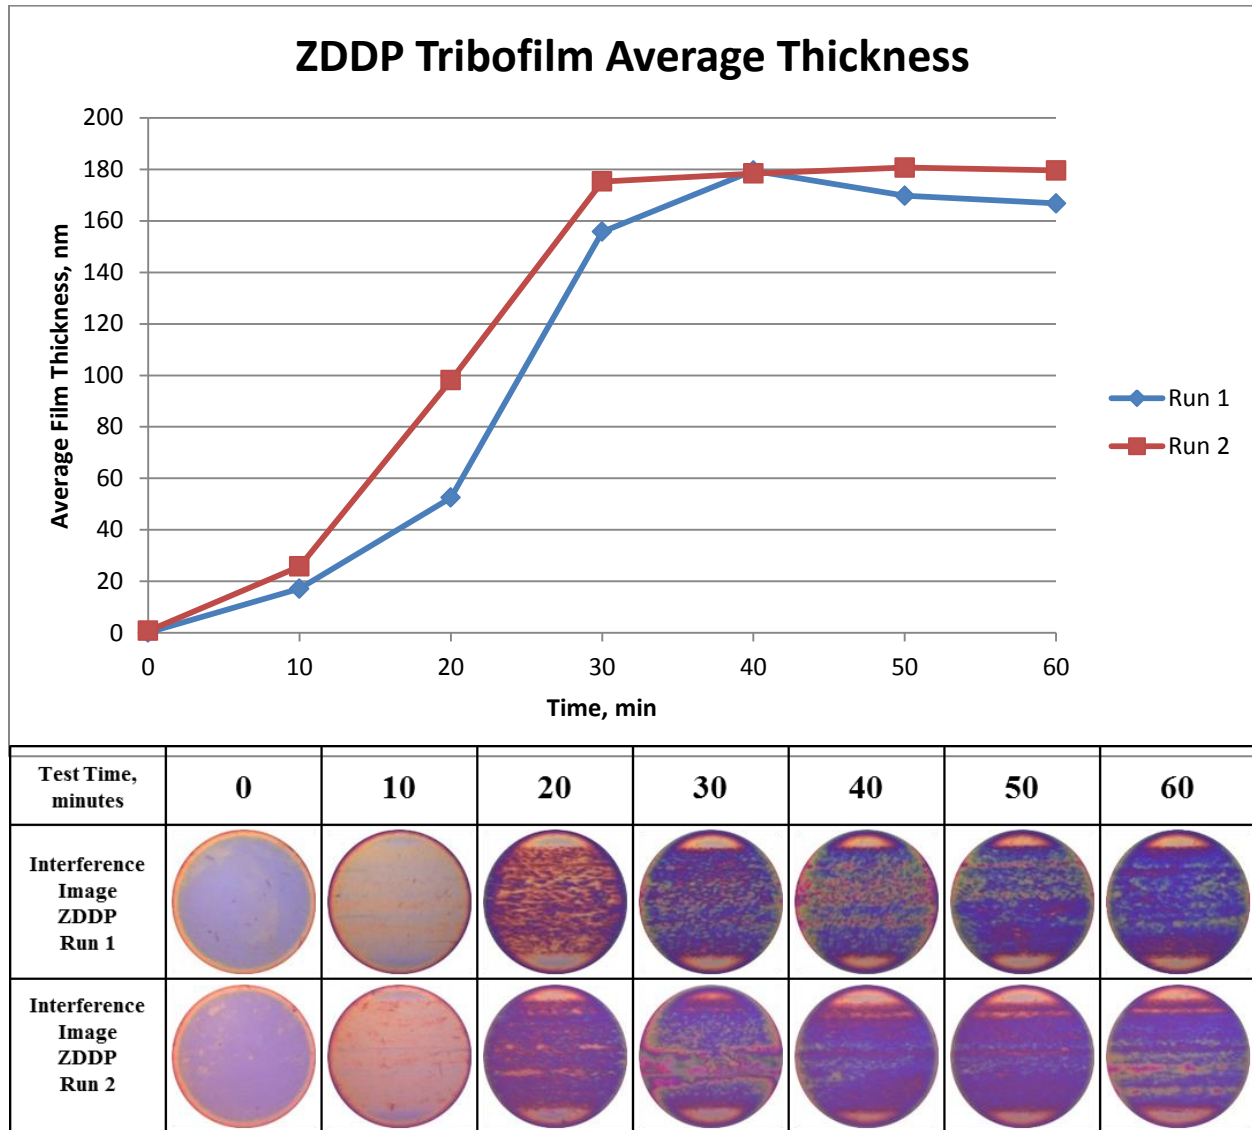 ZDDP Tribofilm Average Thickness
200
180
160
140
120
100
80
60
40
20
0
Average Film Thickness, nm
0 10 20 30 40 50 60
Time, min
Run 1
Run 2
Test Time,
minutes
0 10 20 30 40 50 60
Interference
Image
ZDDP
Run 1
Interference
Image
ZDDP
Run 2